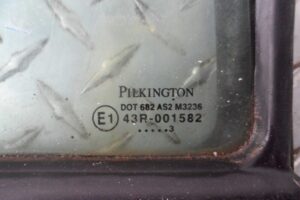 PILKINGTON
DOT 682 AS2 M3236
E1 43R-001582
.....3